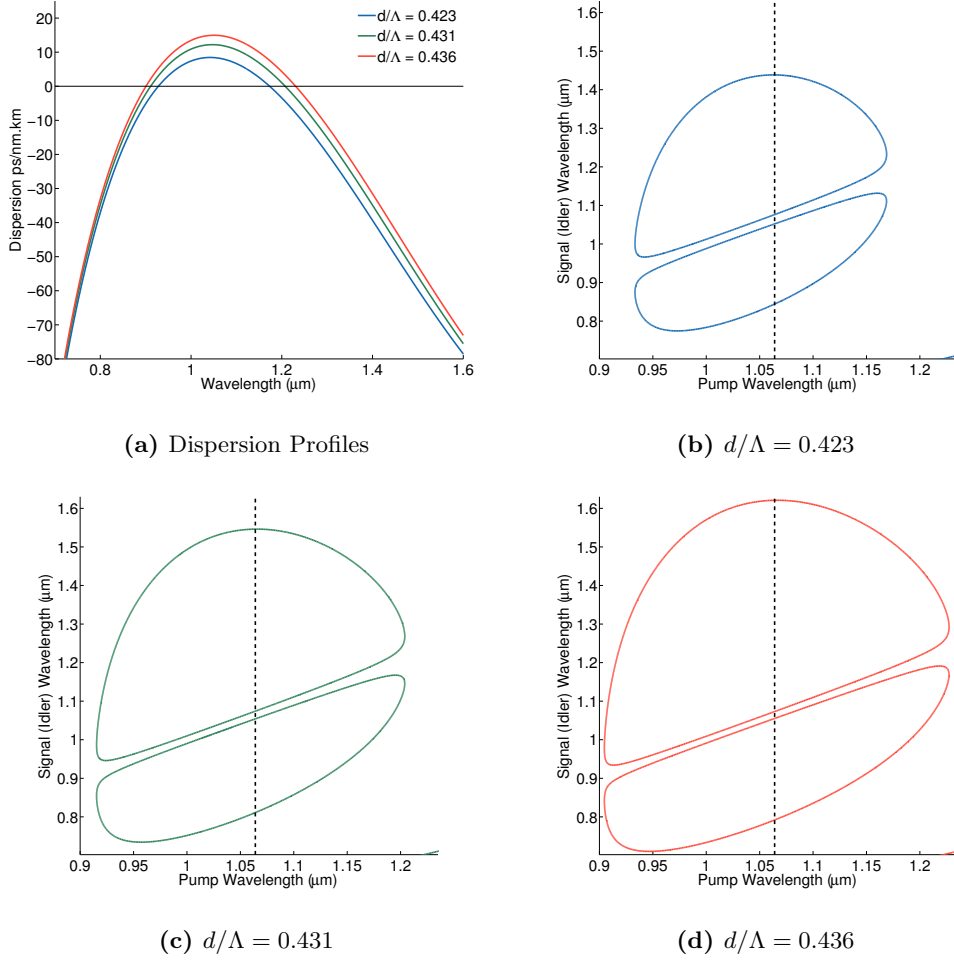 20
10
0
−10
−20
−30
−40
−50
−60
−70
−80
Dispersion ps/nm.km
d/Λ = 0.423
d/Λ = 0.431
d/Λ = 0.436
0.8 1 1.2 1.4 1.6
Wavelength (µm)
(a) Dispersion Profiles
1.6
1.5
1.4
1.3
1.2
1.1
1
0.9
0.8
Signal (Idler) Wavelength (µm)
0.9 0.95 1 1.05 1.1 1.15 1.2
Pump Wavelength (µm)
(b) d/Λ = 0.423
1.6
1.5
1.4
1.3
1.2
1.1
1
0.9
0.8
Signal (Idler) Wavelength (µm)
0.9 0.95 1 1.05 1.1 1.15 1.2
Pump Wavelength (µm)
(c) d/Λ = 0.431
1.6
1.5
1.4
1.3
1.2
1.1
1
0.9
0.8
Signal (Idler) Wavelength (µm)
0.9 0.95 1 1.05 1.1 1.15 1.2
Pump Wavelength (µm)
(d) d/Λ = 0.436